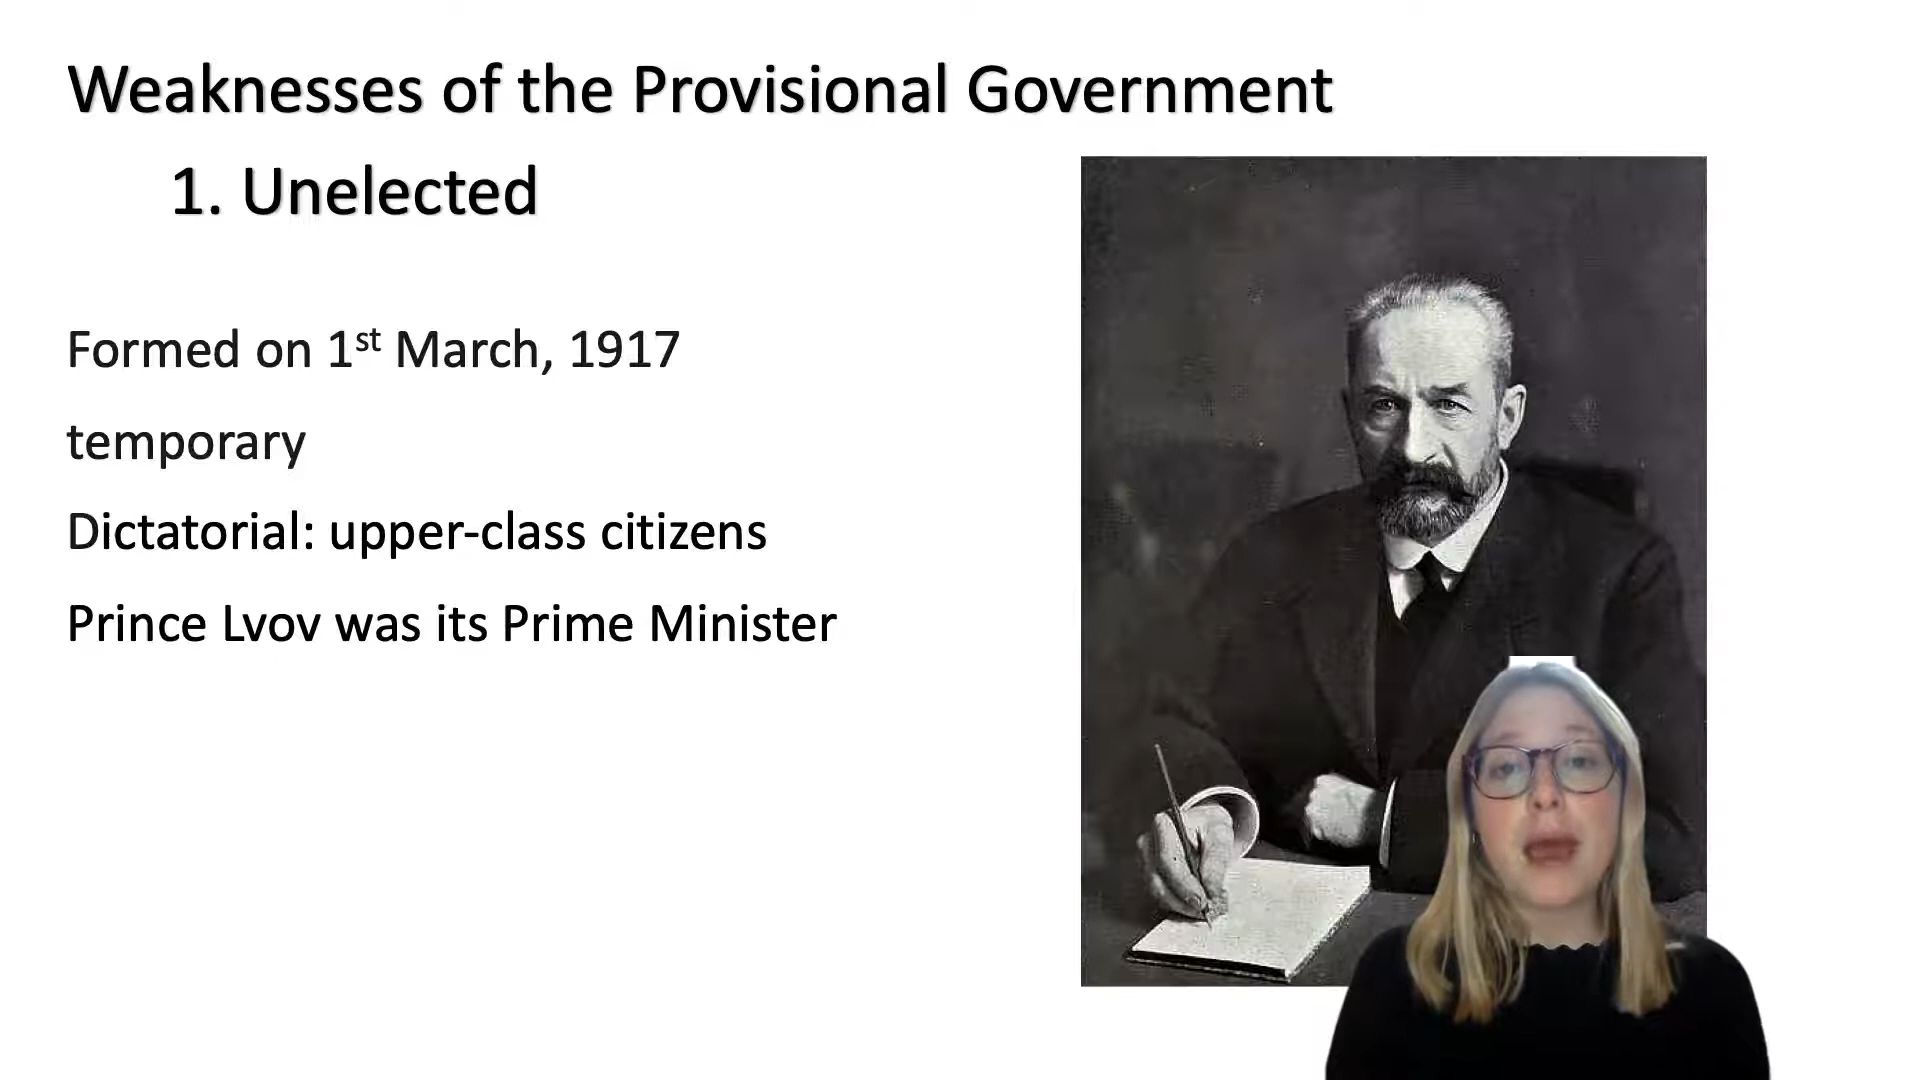 Weaknesses of the Provisional Government
1. Unelected
Formed on 1st March, 1917
temporary
Dictatorial: upper-class citizens
Prince Lvov was its Prime Minister